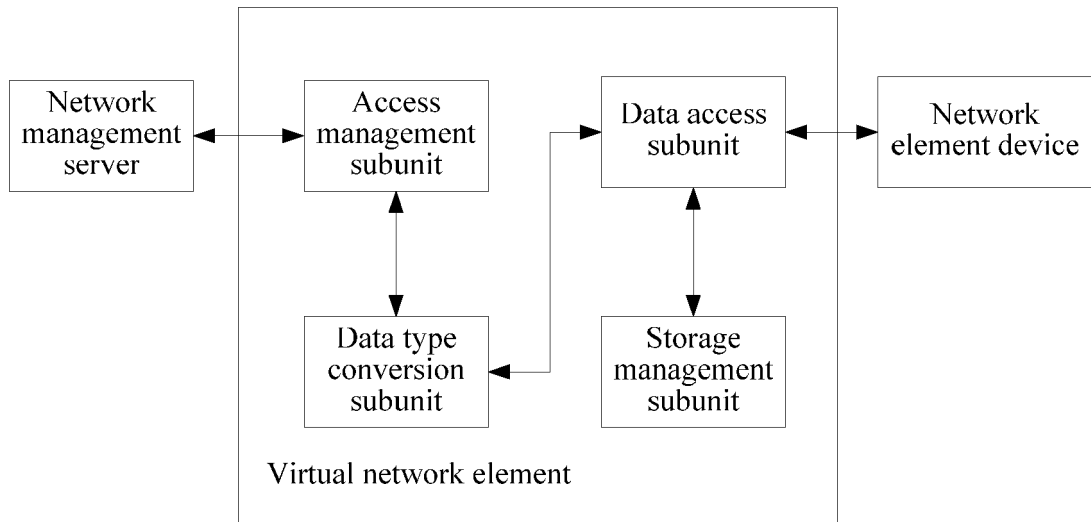 Network
management
server
Access
management
subunit
Data access
subunit
Network
element device
Data type
conversion
subunit
Storage
management
subunit
Virtual network element